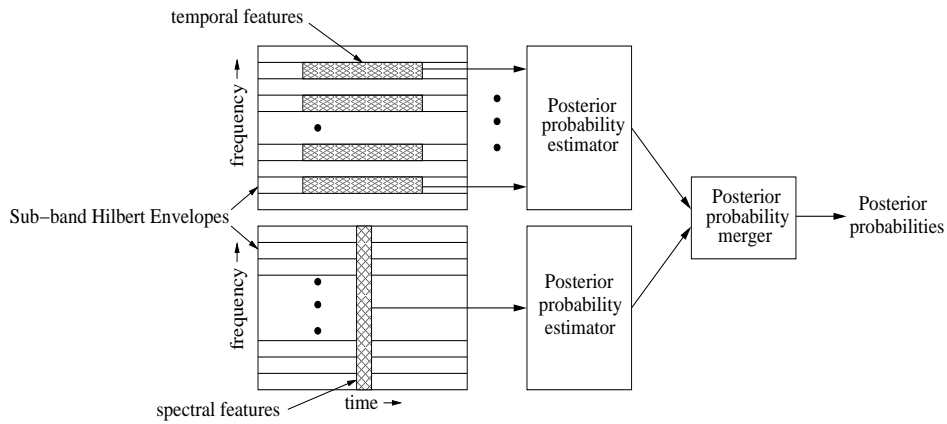 temporal features
frequency
Posterior
probability
estimator
Sub−band Hilbert Envelopes
Posterior
probability
merger
Posterior
probabilities
frequency
Posterior
probability
estimator
spectral features
time